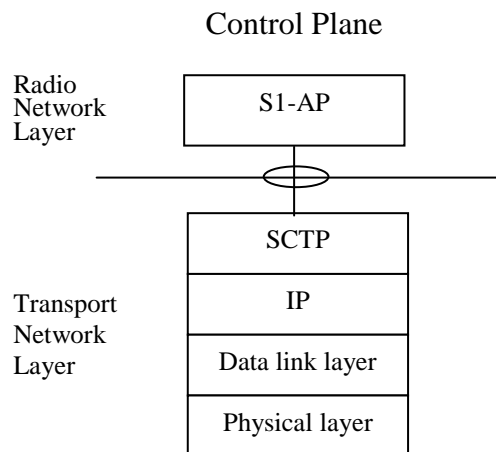 Control Plane
Radio
Network
Layer
S1-AP
SCTP
IP
Transport
Network
Layer
Data link layer
Physical layer